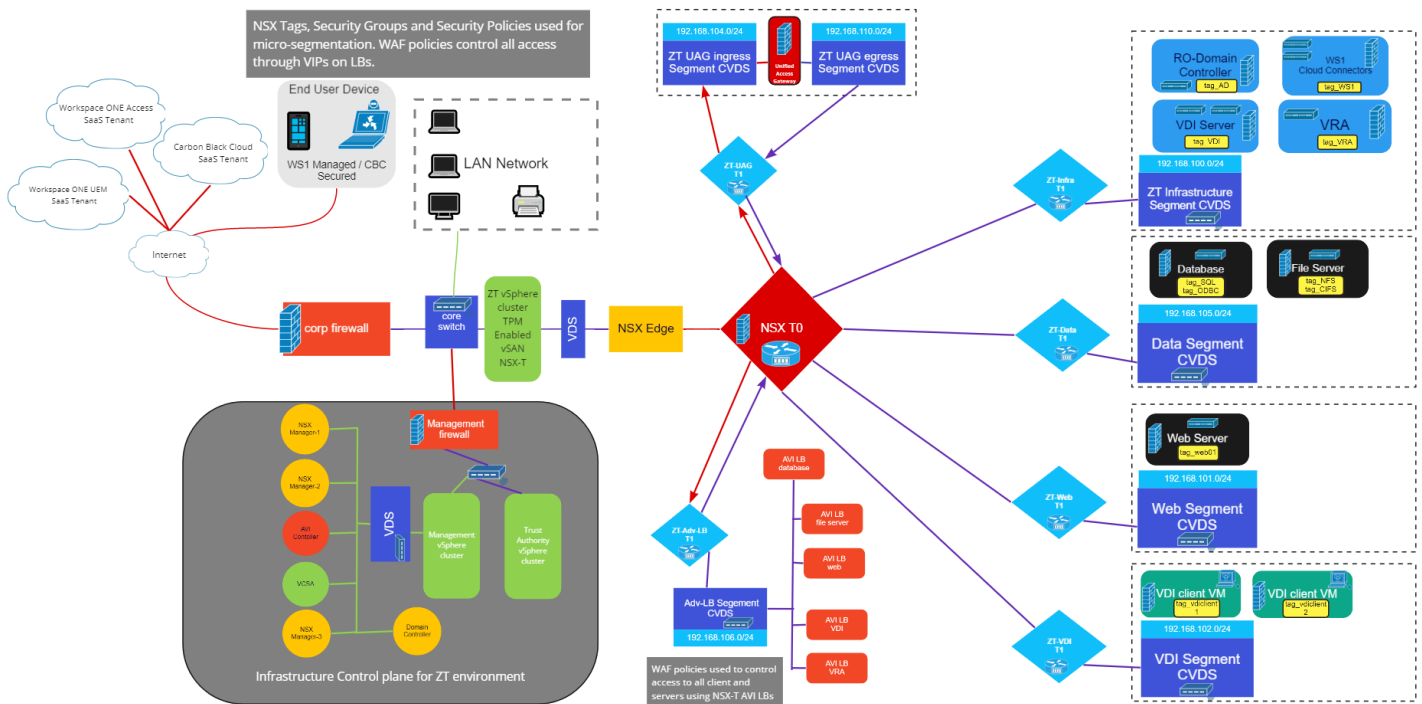 NSX Tags, Security Groups and Security Policies used for
micro-segmentation. WAF policies control all access
through VIPs on LBs.
Workspace ONE Access
SaaS Tenant
Carbon Black Cloud
SaaS Tenant
Workspace ONE UEM
SaaS Tenant
Internet
End User Device
WS1 Managed / CBC
Secured
LAN Network
corp firewall
core
switch
ZT vSphere
cluster
TPM
Enabled
vSAN
NSX-T
VDS
NSX Edge
NSX T0
192.168.104.0/24
ZT UAG ingress
Segment CVDS
Unified
Access
Gateway
192.168.110.0/24
ZT UAG egress
Segment CVDS
ZT-UAG
T1
ZT-Infra
T1
RO-Domain
Controller
tag_AD
WS1
Cloud Connectors
tag_WS1
VDI Server
tag_VDI
VRA
tag_VRA
192.168.100.0/24
ZT Infrastructure
Segment CVDS
ZT-Data
T1
Database
tag_SQL
tag_ODBC
File Server
tag_NFS
tag_CIFS
192.168.105.0/24
Data Segment
CVDS
ZT-Web
T1
Web Server
tag_web01
192.168.101.0/24
Web Segment
CVDS
ZT-VDI
T1
VDI client VM
tag_vdiclient
1
VDI client VM
tag_vdiclient
2
192.168.102.0/24
VDI Segment
CVDS
ZT-Adv-LB
T1
Adv-LB Segement
CVDS
192.168.106.0/24
AVI LB
database
AVI LB
file server
AVI LB
web
AVI LB
VDI
AVI LB
VRA
WAF policies used to control
access to all client and
servers using NSX-T AVI LBs
Management
firewall
NSX
Manager-1
NSX
Manager-2
AVI
Contoller
VCSA
NSX
Manager-3
Domain
Controller
VDS
Management
vSphere
cluster
Trust
Authority
vSphere
cluster
Infrastructure Control plane for ZT environment